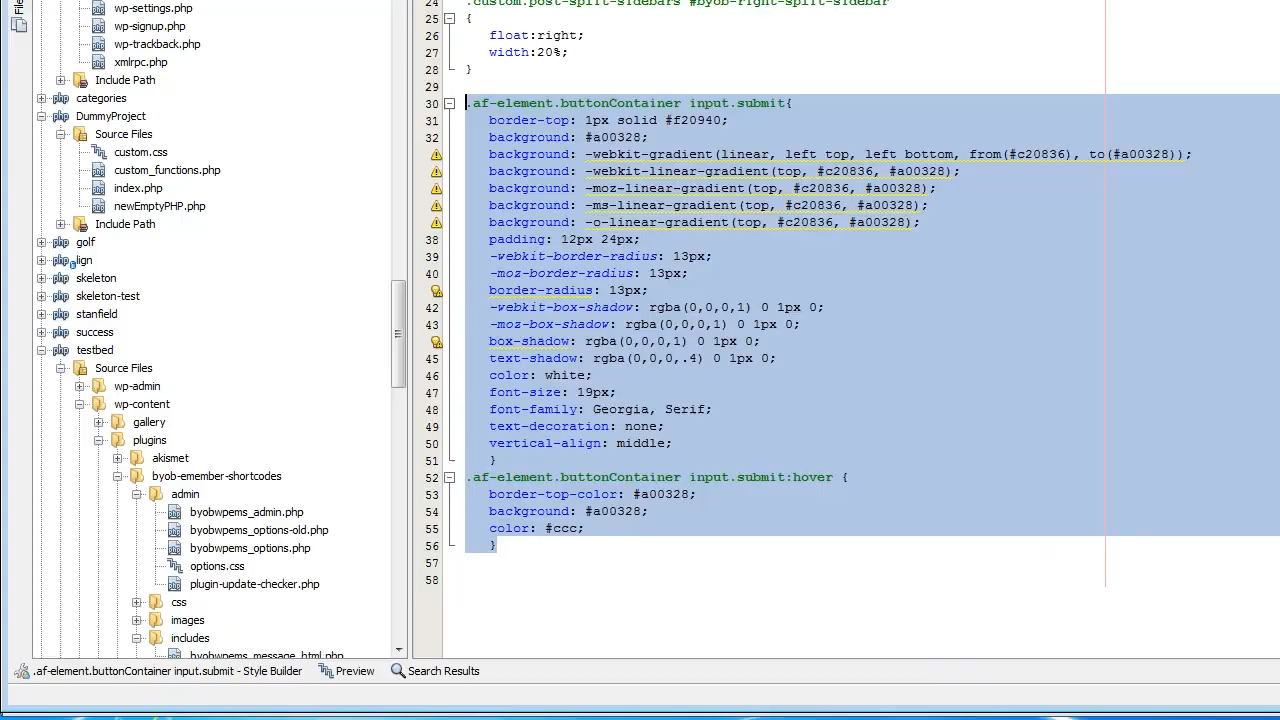 File
wp-settings.php
wp-signup.php
wp-trackback.php
xmlrpc.php
Include Path
categories
DummyProject
Source Files
custom.css
custom_functions.php
index.php
newEmptyPHP.php
Include Path
golf
lign
skeleton
skeleton-test
stanfield
success
testbed
Source Files
wp-admin
wp-content
gallery
plugins
akismet
byob-emember-shortcodes
admin
byobwpems_admin.php
byobwpems_options-old.php
byobwpems_options.php
options.css
plugin-update-checker.php
css
images
includes
byobwpems_message_html.php
24 .custom.post-split-sidebars #byob-right-split-sidebar
25 {
26 float:right;
27 width:20%;
28 }
29
30 .af-element.buttonContainer input.submit{
31 border-top: 1px solid #f20940;
32 background: #a00328;
background: -webkit-gradient(linear, left top, left bottom, from(#c20836), to(#a00328));
background: -webkit-linear-gradient(top, #c20836, #a00328);
background: -moz-linear-gradient(top, #c20836, #a00328);
background: -ms-linear-gradient(top, #c20836, #a00328);
background: -o-linear-gradient(top, #c20836, #a00328);
38 padding: 12px 24px;
39 -webkit-border-radius: 13px;
40 -moz-border-radius: 13px;
border-radius: 13px;
42 -webkit-box-shadow: rgba(0,0,0,1) 0 1px 0;
43 -moz-box-shadow: rgba(0,0,0,1) 0 1px 0;
box-shadow: rgba(0,0,0,1) 0 1px 0;
45 text-shadow: rgba(0,0,0,.4) 0 1px 0;
46 color: white;
47 font-size: 19px;
48 font-family: Georgia, Serif;
49 text-decoration: none;
50 vertical-align: middle;
51 }
52 .af-element.buttonContainer input.submit:hover {
53 border-top-color: #a00328;
54 background: #a00328;
55 color: #ccc;
56 }
57
58
.af-element.buttonContainer input.submit - Style Builder
Preview
Search Results